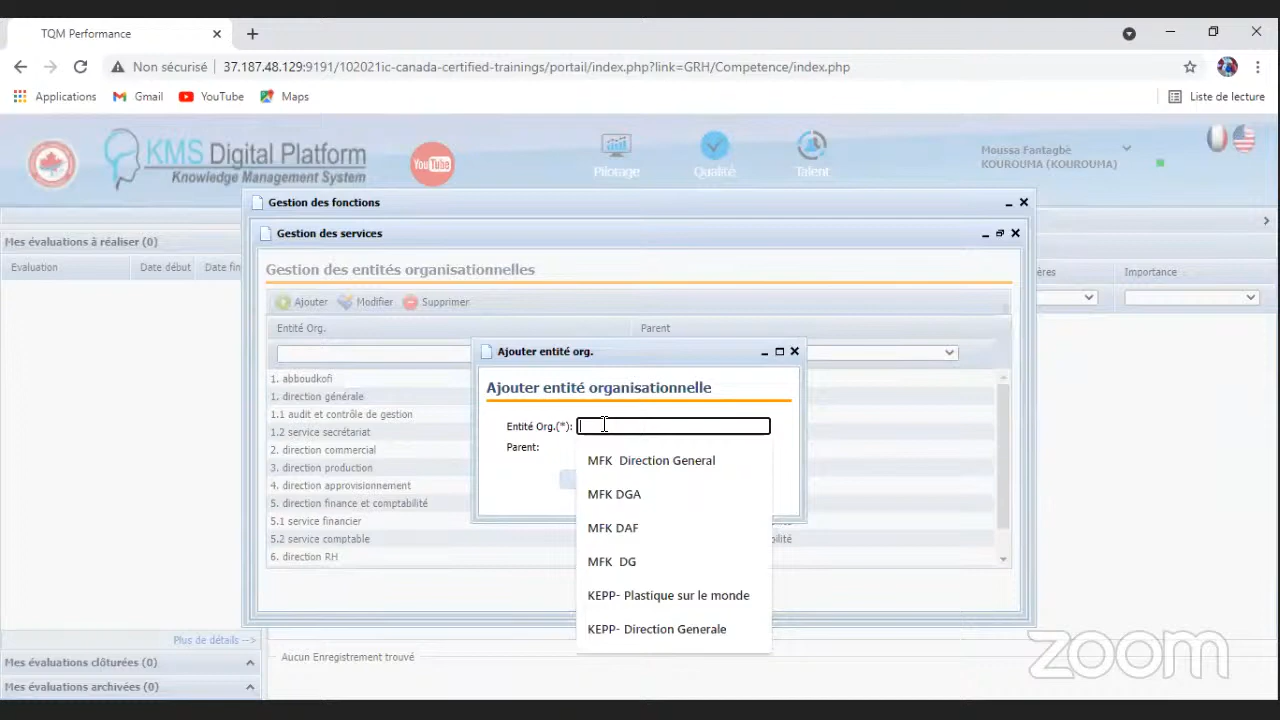 TQM Performance
Non sécurisé
37.187.48.129:9191/102021ic-canada-certified-trainings/portail/index.php?link=GRH/Competence/index.php
Applications
Gmail
YouTube
Maps
Liste de lecture
KMS Digital Platform
Knowledge Management System
YouTube
Pilotage
Qualité
Talent
Moussa Fantagbè
KOUROUMA (KOUROUMA)
Gestion des fonctions
Gestion des services
Mes évaluations à réaliser (0)
Evaluation
Date début
Date fin
ères
Importance
Gestion des entités organisationnelles
Ajouter
Modifier
Supprimer
Entité Org.
Parent
1. abboudkofi
1. direction générale
1.1 audit et contrôle de gestion
1.2 service secrétariat
2. direction commercial
3. direction production
4. direction approvisionnement
5. direction finance et comptabilité
5.1 service financier
bilité
5.2 service comptable
bilité
6. direction RH
Ajouter entité org.
Ajouter entité organisationnelle
Entité Org.(*):
Parent:
MFK  Direction General
MFK DGA
MFK DAF
MFK  DG
KEPP- Plastique sur le monde
KEPP- Direction Generale
Plus de détails -->
Mes évaluations clôturées (0)
Mes évaluations archivées (0)
Aucun Enregistrement trouvé
zoom